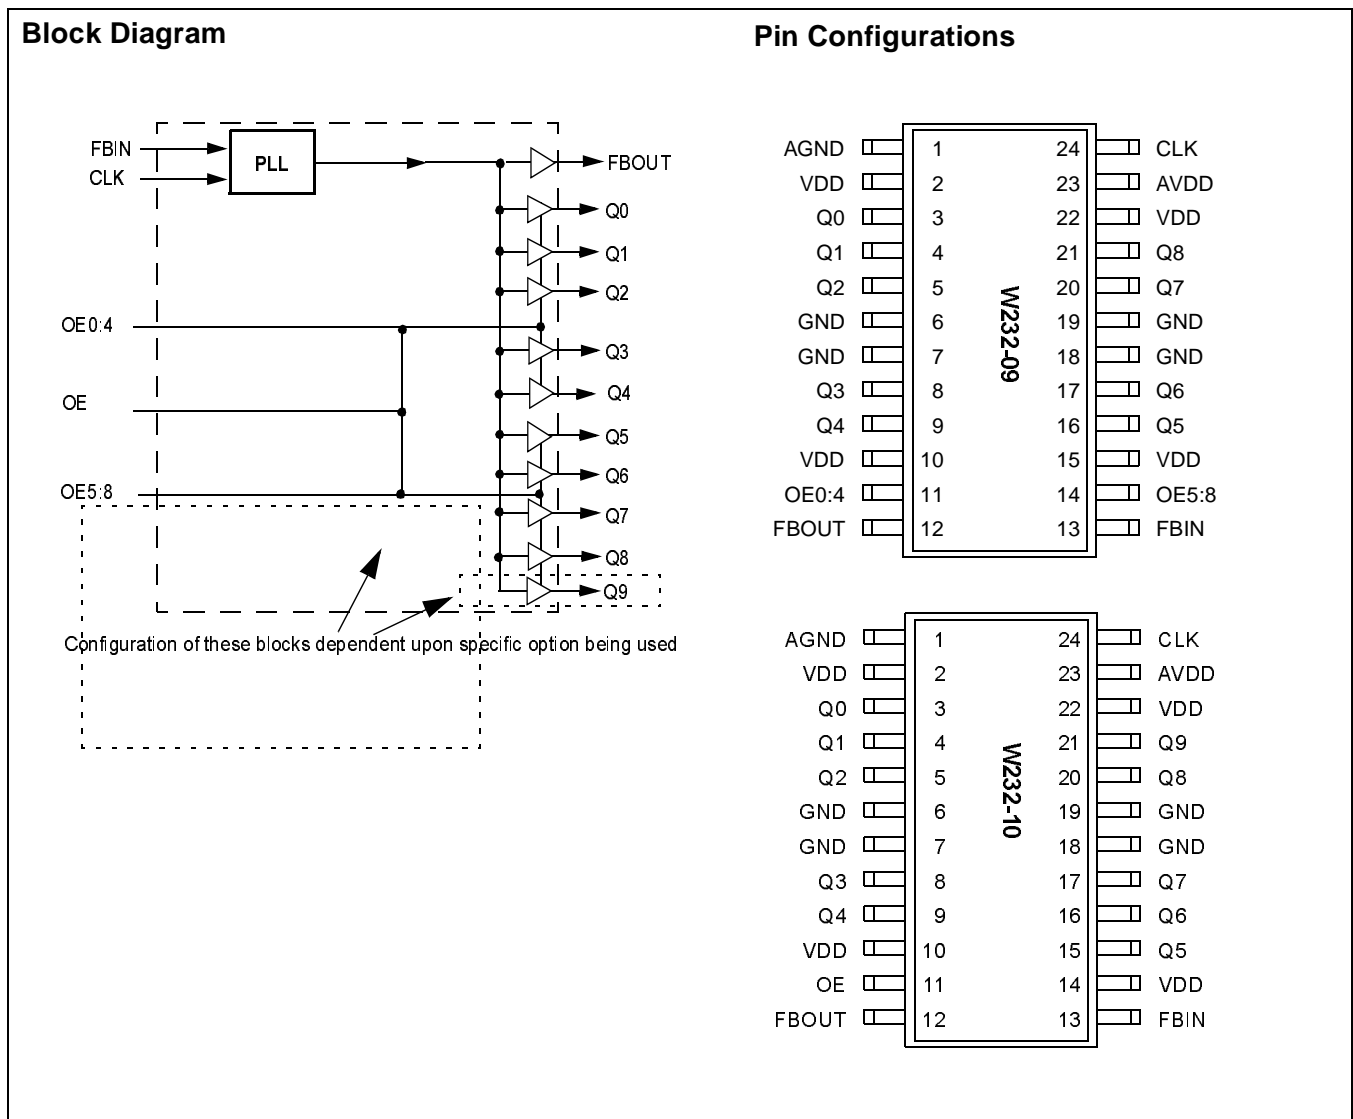 Block Diagram
FBIN
CLK
PLL
FBOUT
Q0
Q1
Q2
OE0:4
Q3
Q4
OE
Q5
Q6
OE5:8
Q7
Q8
Q9
Configuration of these blocks dependent upon specific option being used
Pin Configurations
AGND 1 24 CLK
VDD 2 23 AVDD
Q0 3 22 VDD
Q1 4 21 Q8
Q2 5 20 Q7
GND 6 19 GND
GND 7 18 GND
Q3 8 17 Q6
Q4 9 16 Q5
VDD 10 15 VDD
OE0:4 11 14 OE5:8
FBOUT 12 13 FBIN
W232-09
AGND 1 24 CLK
VDD 2 23 AVDD
Q0 3 22 VDD
Q1 4 21 Q9
Q2 5 20 Q8
GND 6 19 GND
GND 7 18 GND
Q3 8 17 Q7
Q4 9 16 Q6
VDD 10 15 Q5
OE 11 14 VDD
FBOUT 12 13 FBIN
W232-10